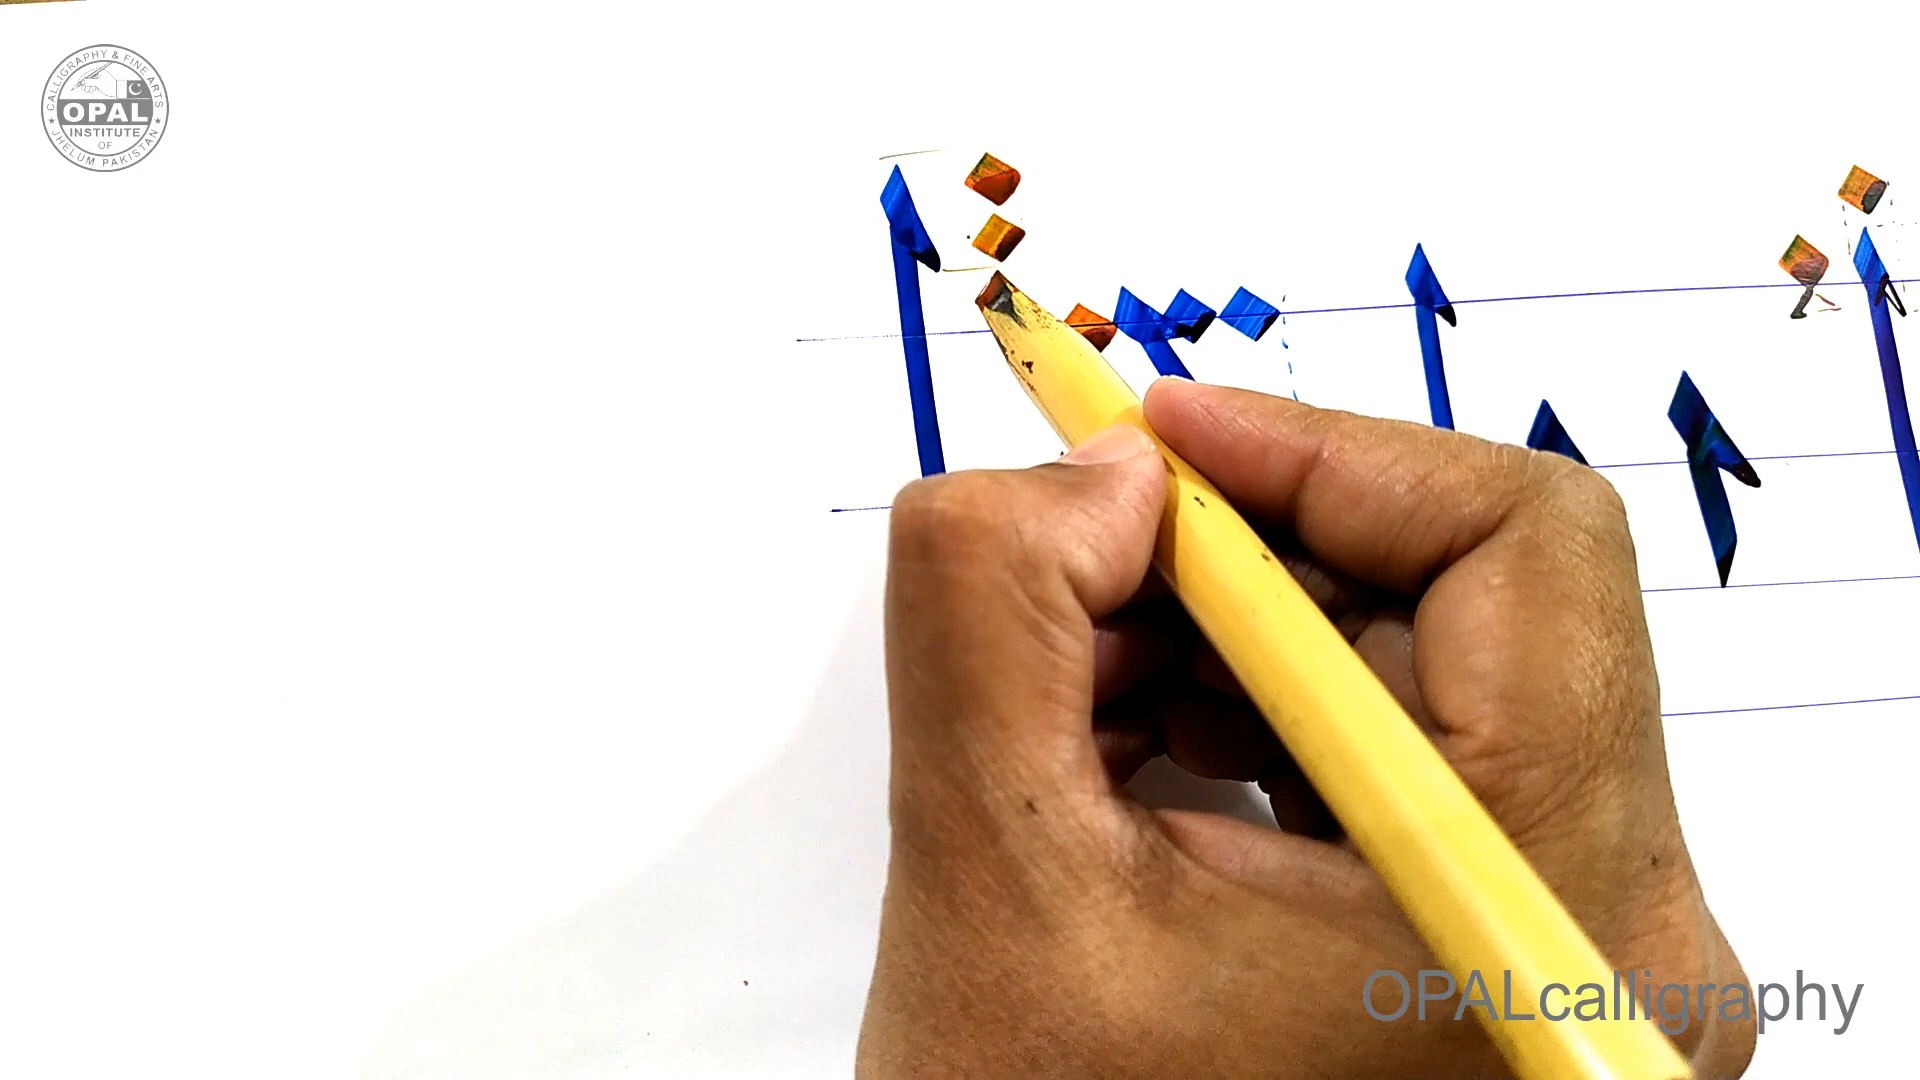 CALLIGRAPHY & FINE ARTS
OPAL
INSTITUTE
OF
JHELUM PAKISTAN
OPALcalligraphy